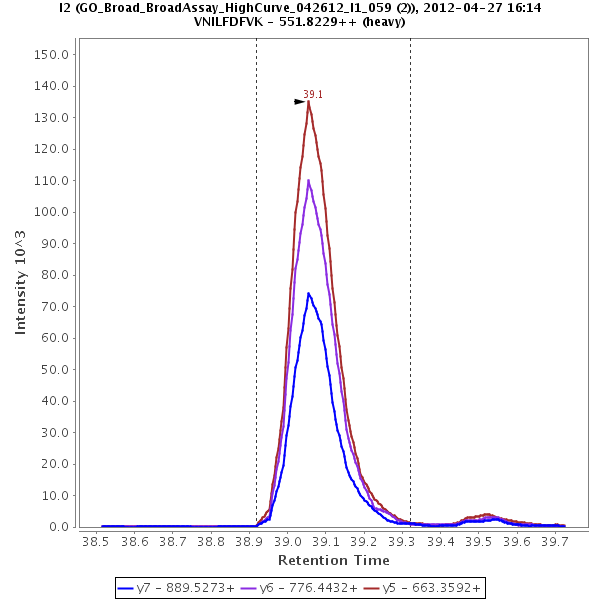 I2 (GO_Broad_BroadAssay_HighCurve_042612_I1_059 (2)), 2012-04-27 16:14
VNILFDFVK - 551.8229++ (heavy)
Intensity 10^3
150.0
140.0
130.0
120.0
110.0
100.0
90.0
80.0
70.0
60.0
50.0
40.0
30.0
20.0
10.0
0.0
39.1
38.5 38.6 38.7 38.8 38.9 39.0 39.1 39.2 39.3 39.4 39.5 39.6 39.7
Retention Time
y7 - 889.5273+ y6 - 776.4432+ y5 - 663.3592+